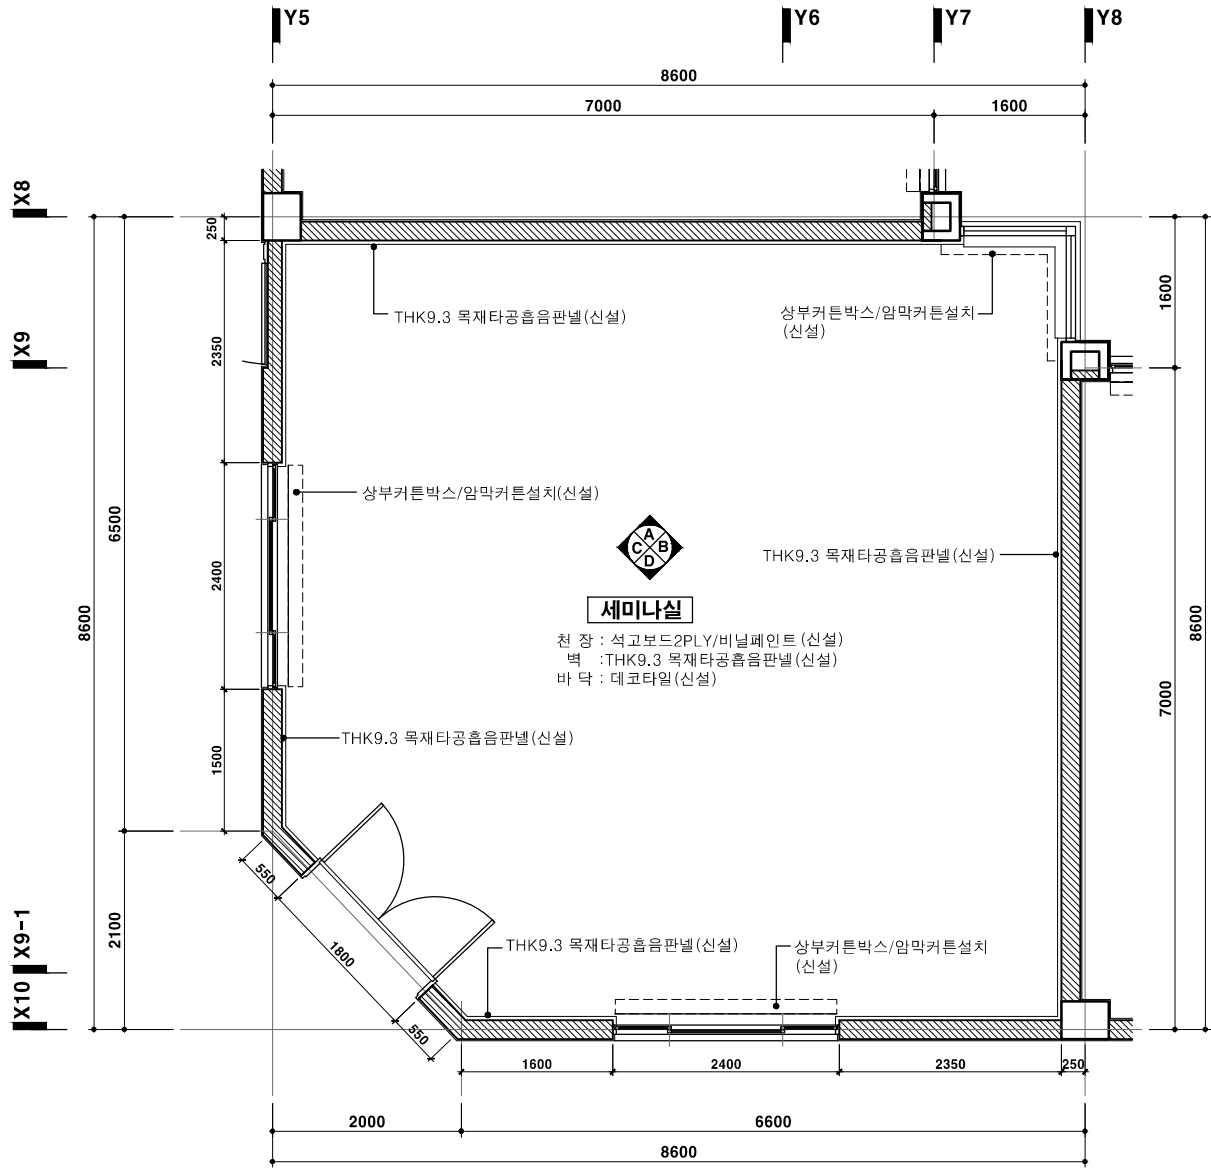 Y5
Y6
Y7
Y8
8600
7000
1600
X8
X9
X9-1
X10
250
2350
6500
2400
8600
1500
2100
1600
8600
7000
THK9.3 목재타공흡음판넬(신설)
상부커튼박스/암막커튼설치
(신설)
상부커튼박스/암막커튼설치(신설)
A
C B
D
THK9.3 목재타공흡음판넬(신설)
세미나실
천 장 : 석고보드2PLY/비닐페인트 (신설)
벽 :THK9.3 목재타공흡음판넬(신설)
바 닥 : 데코타일(신설)
THK9.3 목재타공흡음판넬(신설)
550
1800
550
THK9.3 목재타공흡음판넬(신설)
상부커튼박스/암막커튼설치
(신설)
1600
2400
2350
250
2000
6600
8600